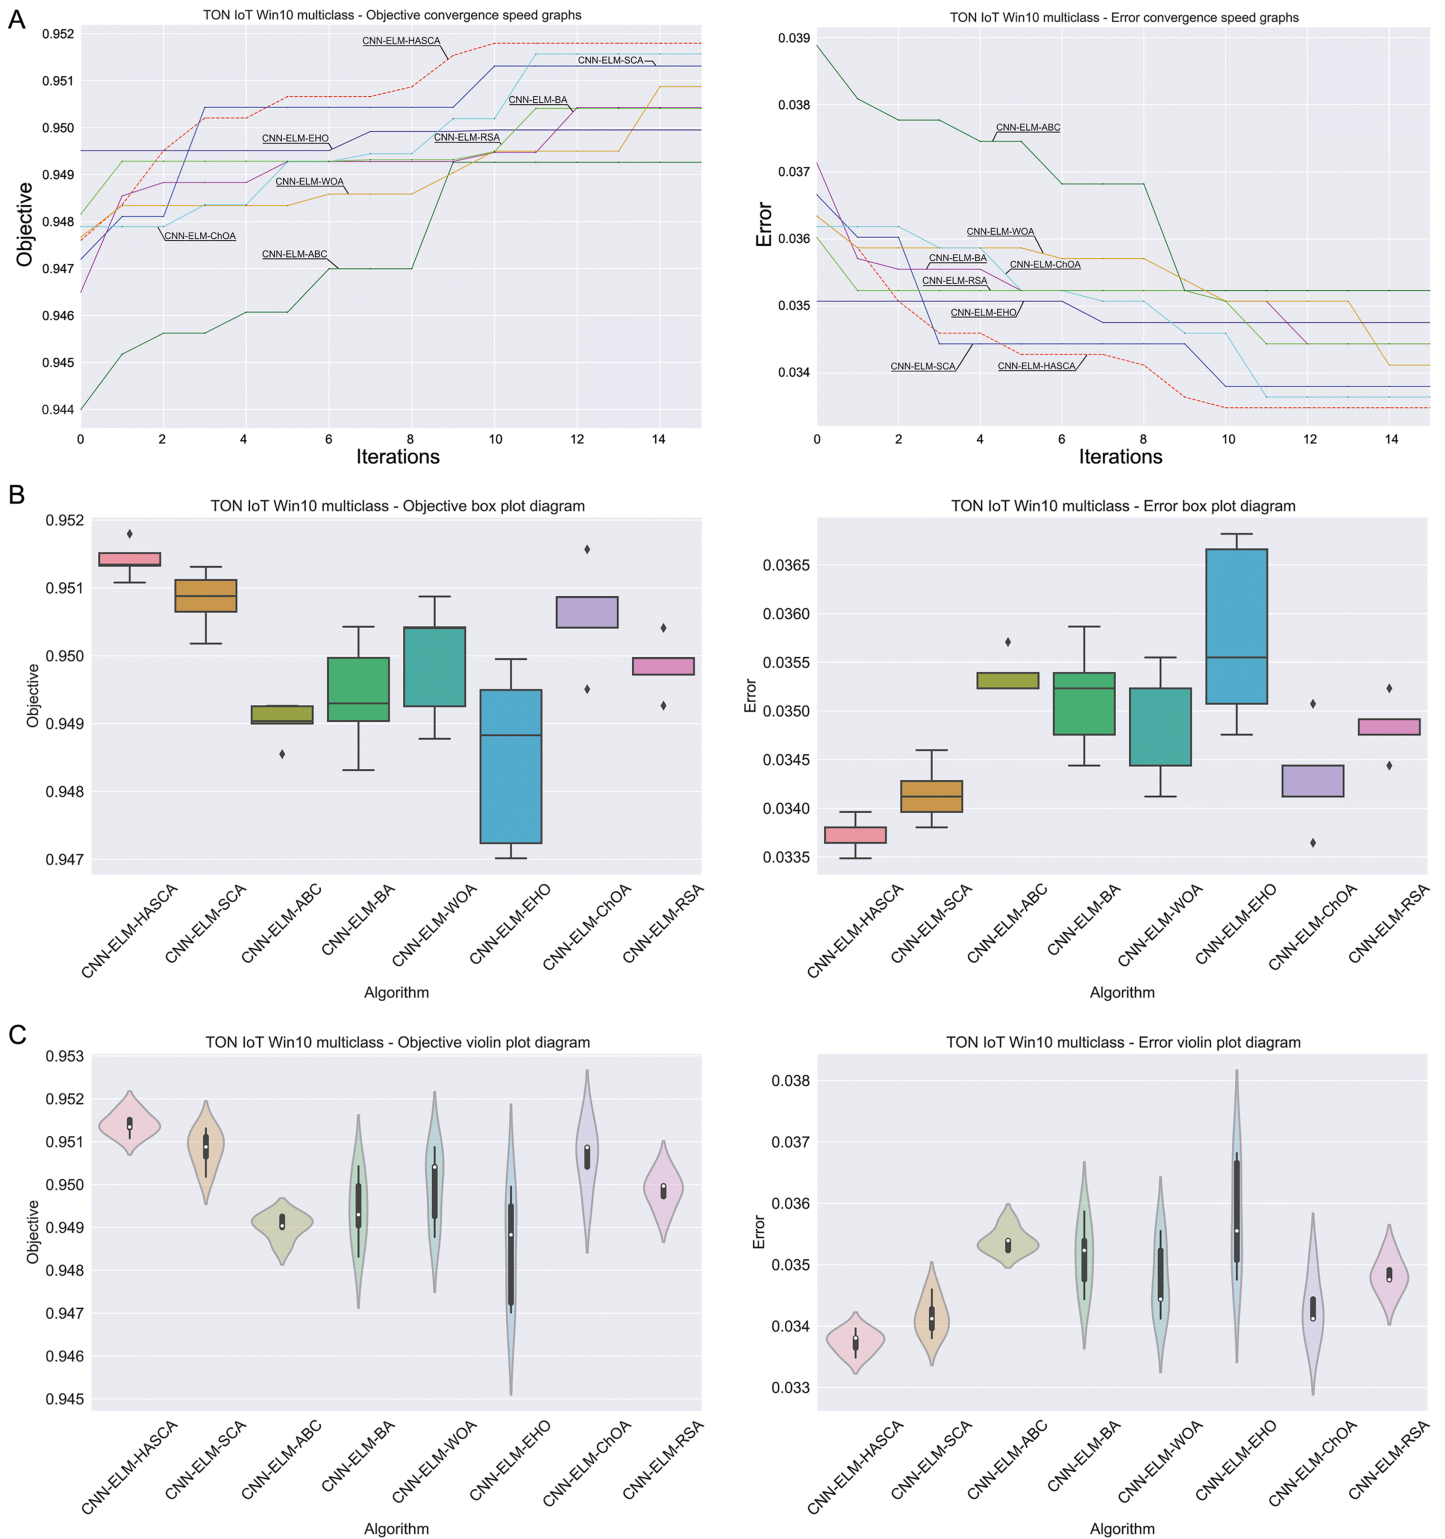 A
TON IoT Win10 multiclass - Objective convergence speed graphs
0.952
0.951
0.950
0.949
0.948
0.947
0.946
0.945
0.944
Objective
CNN-ELM-HASCA
CNN-ELM-SCA
CNN-ELM-BA
CNN-ELM-EHO
CNN-ELM-RSA
CNN-ELM-WOA
CNN-ELM-ChOA
CNN-ELM-ABC
0 2 4 6 8 10 12 14
Iterations
TON IoT Win10 multiclass - Error convergence speed graphs
0.039
0.038
0.037
0.036
0.035
0.034
Error
CNN-ELM-ABC
CNN-ELM-WOA
CNN-ELM-BA
CNN-ELM-ChOA
CNN-ELM-RSA
CNN-ELM-EHO
CNN-ELM-SCA
CNN-ELM-HASCA
0 2 4 6 8 10 12 14
Iterations
B
TON IoT Win10 multiclass - Objective box plot diagram
0.952
0.951
0.950
0.949
0.948
0.947
Objective
CNN-ELM-HASCA
CNN-ELM-SCA
CNN-ELM-ABC
CNN-ELM-BA
CNN-ELM-WOA
CNN-ELM-EHO
CNN-ELM-ChOA
CNN-ELM-RSA
Algorithm
TON IoT Win10 multiclass - Error box plot diagram
0.0365
0.0360
0.0355
0.0350
0.0345
0.0340
0.0335
Error
CNN-ELM-HASCA
CNN-ELM-SCA
CNN-ELM-ABC
CNN-ELM-BA
CNN-ELM-WOA
CNN-ELM-EHO
CNN-ELM-ChOA
CNN-ELM-RSA
Algorithm
C
TON IoT Win10 multiclass - Objective violin plot diagram
0.953
0.952
0.951
0.950
0.949
0.948
0.947
0.946
0.945
Objective
CNN-ELM-HASCA
CNN-ELM-SCA
CNN-ELM-ABC
CNN-ELM-BA
CNN-ELM-WOA
CNN-ELM-EHO
CNN-ELM-ChOA
CNN-ELM-RSA
Algorithm
TON IoT Win10 multiclass - Error violin plot diagram
0.038
0.037
0.036
0.035
0.034
0.033
Error
CNN-ELM-HASCA
CNN-ELM-SCA
CNN-ELM-ABC
CNN-ELM-BA
CNN-ELM-WOA
CNN-ELM-EHO
CNN-ELM-ChOA
CNN-ELM-RSA
Algorithm